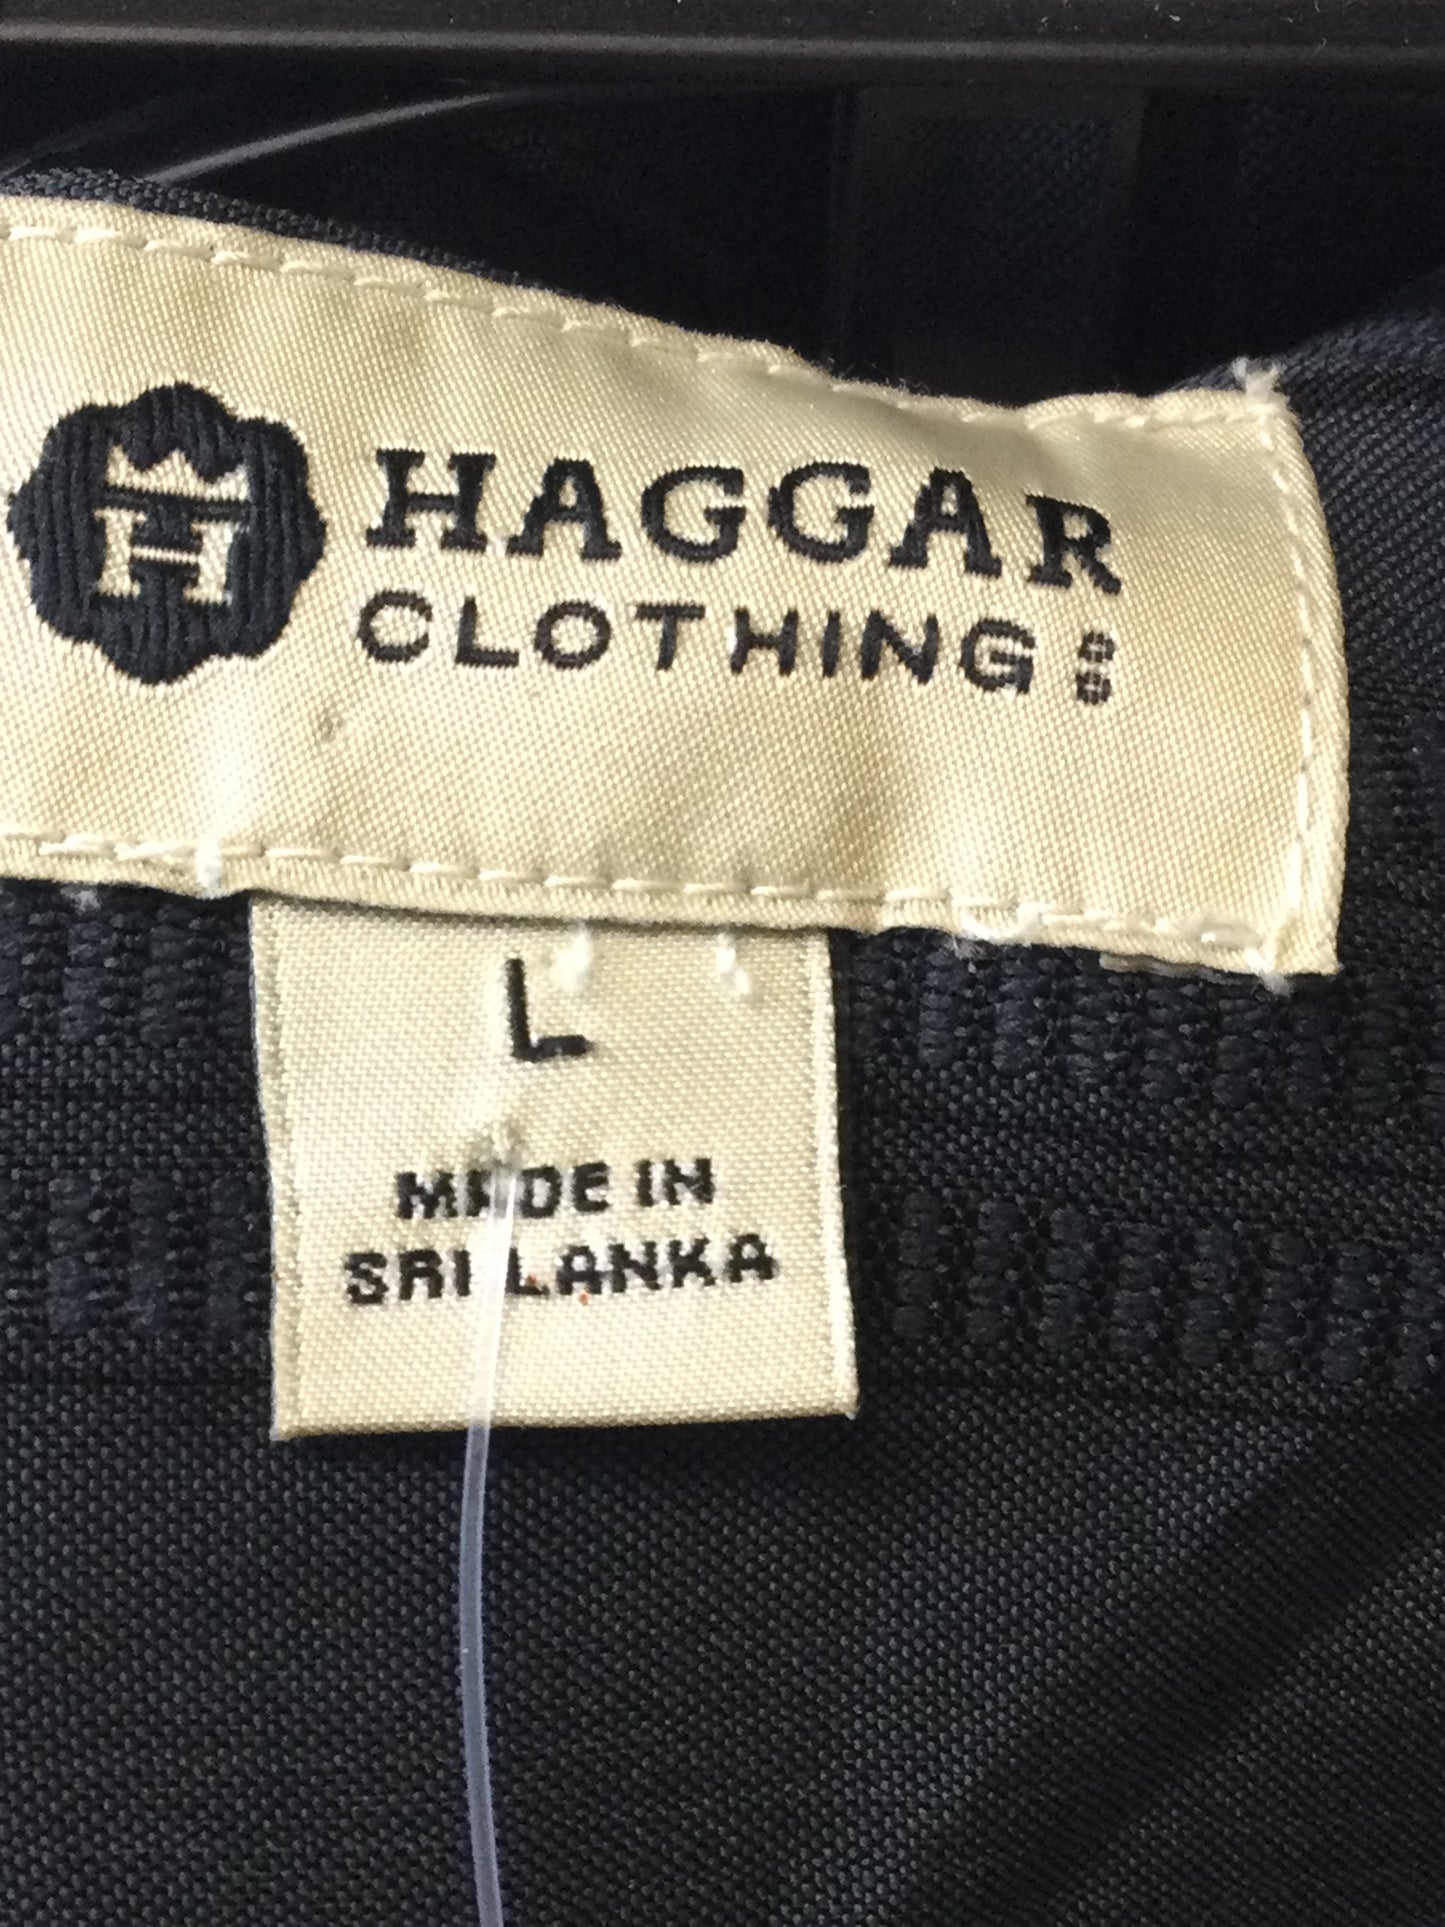 H
HAGGAR
CLOTHING
L
MADE IN
SRI LANKA